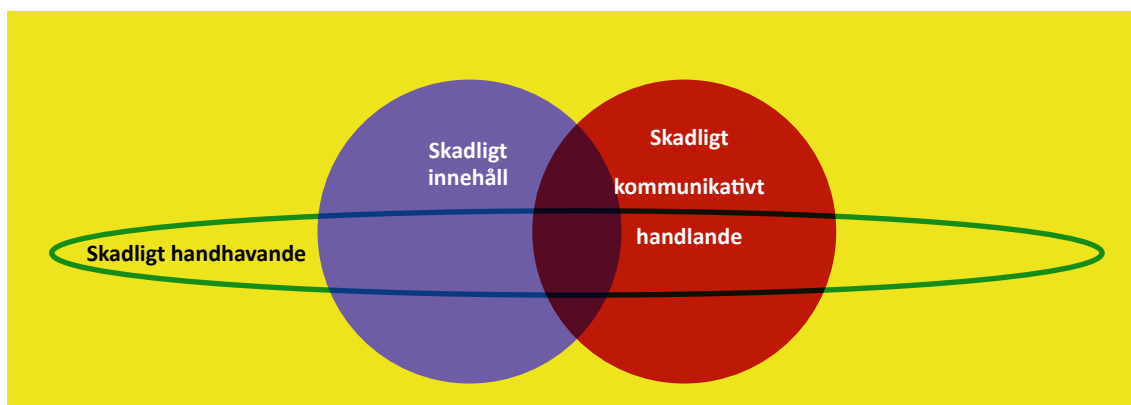 Skadligt
innehåll
Skadligt
kommunikativt
handlande
Skadligt handhavande